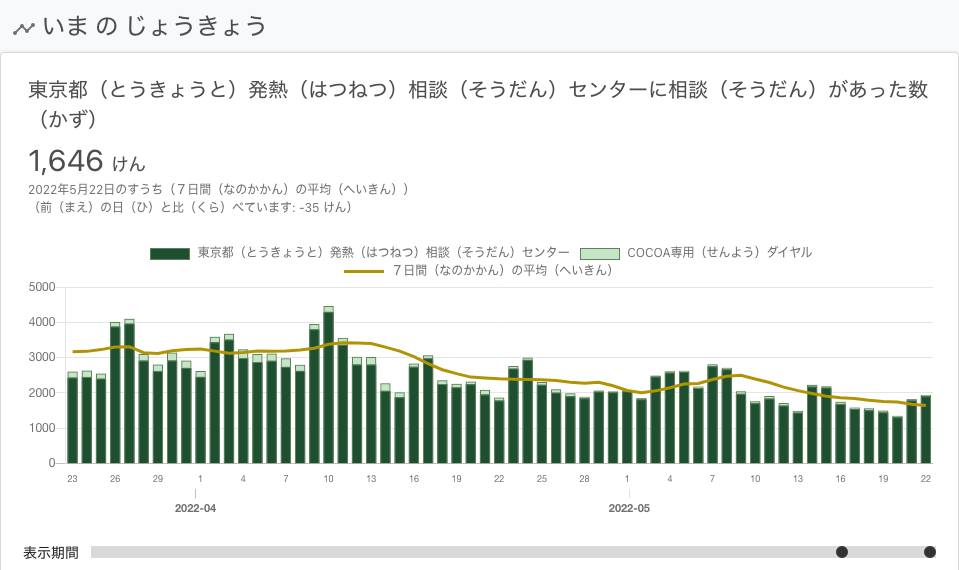 いま の じょうきょう
東京都（とうきょうと）発熱（はつねつ）相談（そうだん）センターに相談（そうだん）があった数
（かず）
1,646 けん
2022年5月22日のすうち（７日間（なのかかん）の平均（へいきん））
（前（まえ）の日（ひ）と比（くら）べています: -35 けん）
東京都（とうきょうと）発熱（はつねつ）相談（そうだん）センター COCOA専用（せんよう）ダイヤル
７日間（なのかかん）の平均（へいきん）
5000
4000
3000
2000
1000
0
23 26 29 1 4 7 10 13 16 19 22 25 28 1 4 7 10 13 16 19 22
2022-04 2022-05
表示期間